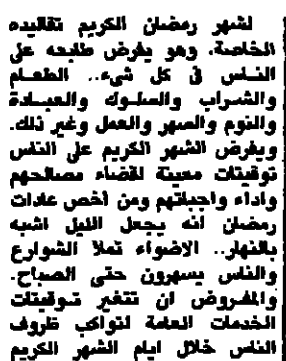 لشهر رمضان الكريم تقاليده
الخاصة، وهو يفرض طابعه على
الناس في كل شيء.. الطعام
والشراب والسلوك والعبادة
والنوم والسهر والعمل وغير ذلك.
ويفرض الشهر الكريم على الناس
توقيتات معينة لقضاء مصالحهم
واداء واجباتهم ومن أخص عادات
رمضان أنه يجعل الليل اشبه
بالنهار.. الاضواء تملا الشوارع
والناس يسهرون حتى الصباح.
والمفروض ان تتغير توقيتات
الخدمات العامة لتواكب ظروف
الناس خلال ايام الشهر الكريم